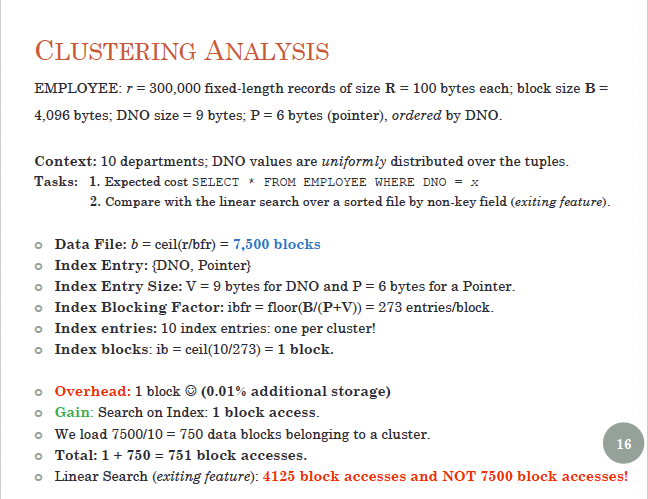 CLUSTERING ANALYSIS
EMPLOYEE: r = 300,000 fixed-length records of size R = 100 bytes each; block size B =
4,096 bytes; DNO size = 9 bytes; P = 6 bytes (pointer), ordered by DNO.
Context: 10 departments; DNO values are uniformly distributed over the tuples.
Tasks: 1. Expected cost SELECT * FROM EMPLOYEE WHERE DNO = x
2. Compare with the linear search over a sorted file by non-key field (exiting feature).
Data File: b = ceil(r/bfr) = 7,500 blocks
Index Entry: {DNO, Pointer}
Index Entry Size: V = 9 bytes for DNO and P = 6 bytes for a Pointer.
Index Blocking Factor: ibfr = floor(B/(P+V)) = 273 entries/block.
Index entries: 10 index entries: one per cluster!
Index blocks: ib = ceil(10/273) = 1 block.
Overhead: 1 block ☺ (0.01% additional storage)
Gain: Search on Index: 1 block access.
We load 7500/10 = 750 data blocks belonging to a cluster.
16
Total: 1 + 750 = 751 block accesses.
Linear Search (exiting feature): 4125 block accesses and NOT 7500 block accesses!